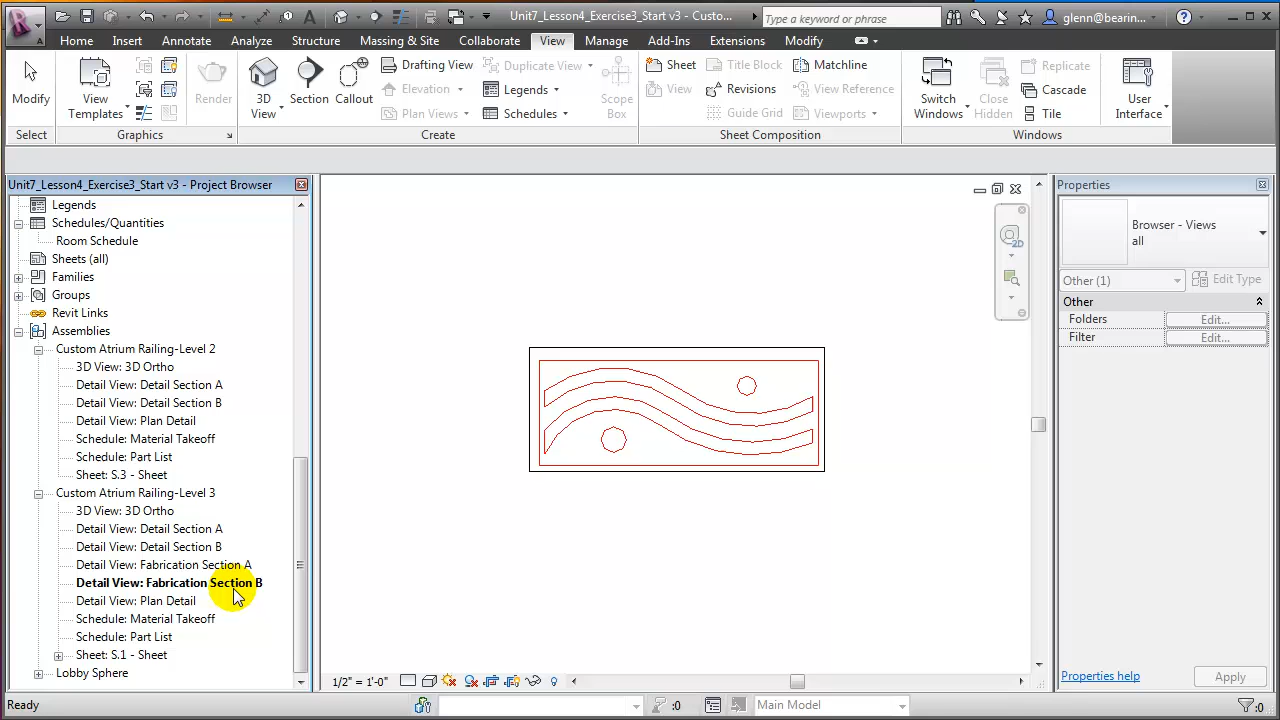 Unit7_Lesson4_Exercise3_Start v3 - Custo...
Type a keyword or phrase
glenn@bearin...
Home Insert Annotate Analyze Structure Massing & Site Collaborate View Manage Add-Ins Extensions Modify
Modify
View Templates
Render
3D View
Section
Callout
Drafting View
Elevation
Plan Views
Duplicate View
Legends
Schedules
Scope Box
Sheet
View
Title Block
Revisions
Guide Grid
Matchline
View Reference
Viewports
Switch Windows
Close Hidden
Replicate
Cascade
Tile
User Interface
Select Graphics Create Sheet Composition Windows
Unit7_Lesson4_Exercise3_Start v3 - Project Browser
Legends
Schedules/Quantities
Room Schedule
Sheets (all)
Families
Groups
Revit Links
Assemblies
Custom Atrium Railing-Level 2
3D View: 3D Ortho
Detail View: Detail Section A
Detail View: Detail Section B
Detail View: Plan Detail
Schedule: Material Takeoff
Schedule: Part List
Sheet: S.3 - Sheet
Custom Atrium Railing-Level 3
3D View: 3D Ortho
Detail View: Detail Section A
Detail View: Detail Section B
Detail View: Fabrication Section A
Detail View: Fabrication Section B
Detail View: Plan Detail
Schedule: Material Takeoff
Schedule: Part List
Sheet: S.1 - Sheet
Lobby Sphere
2D
1/2" = 1'-0"
Properties
Browser - Views
all
Other (1) Edit Type
Other
Folders Edit...
Filter Edit...
Properties help Apply
Ready
:0
Main Model
:0